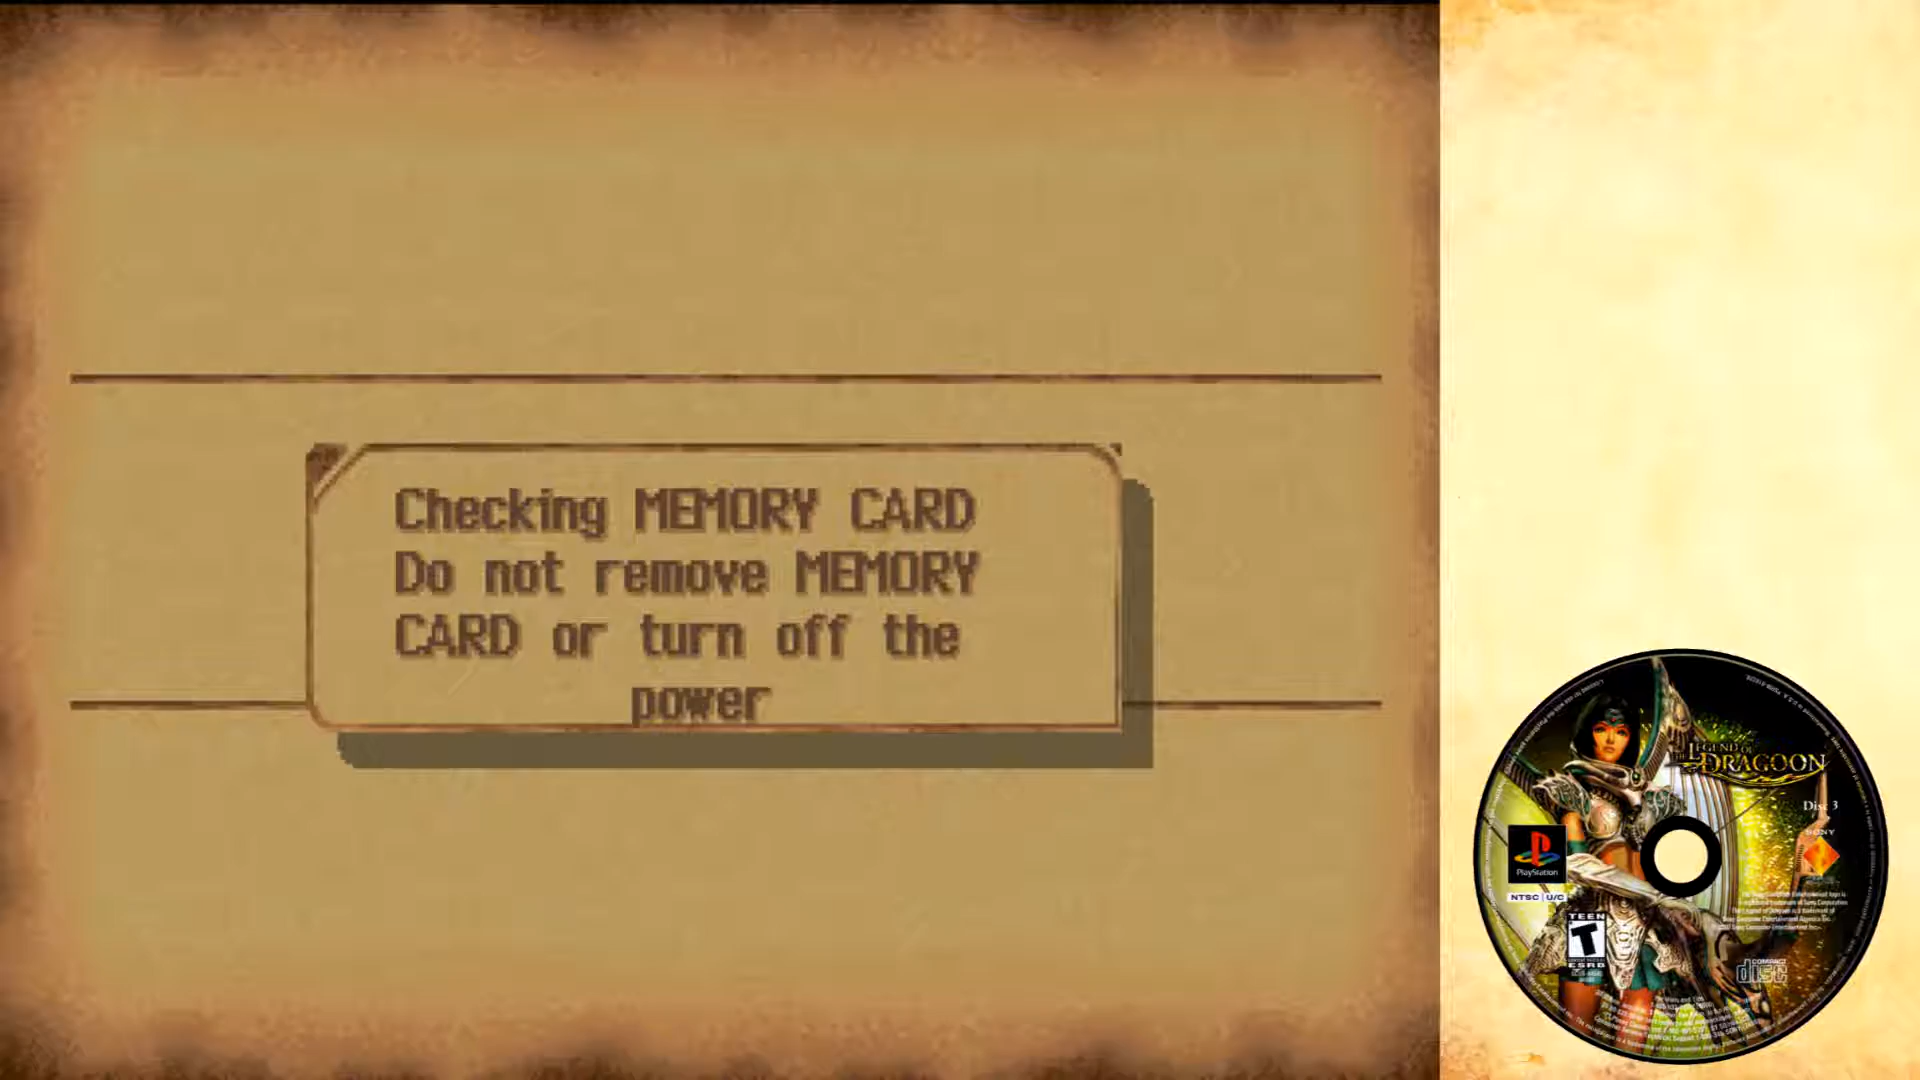 Checking MEMORY CARD
Do not remove MEMORY
CARD or turn off the
power
THE LEGEND OF
DRAGOON
Disc 3
SONY
PlayStation
NTSC U/C
TEEN
T
ESRB
COMPACT
disc